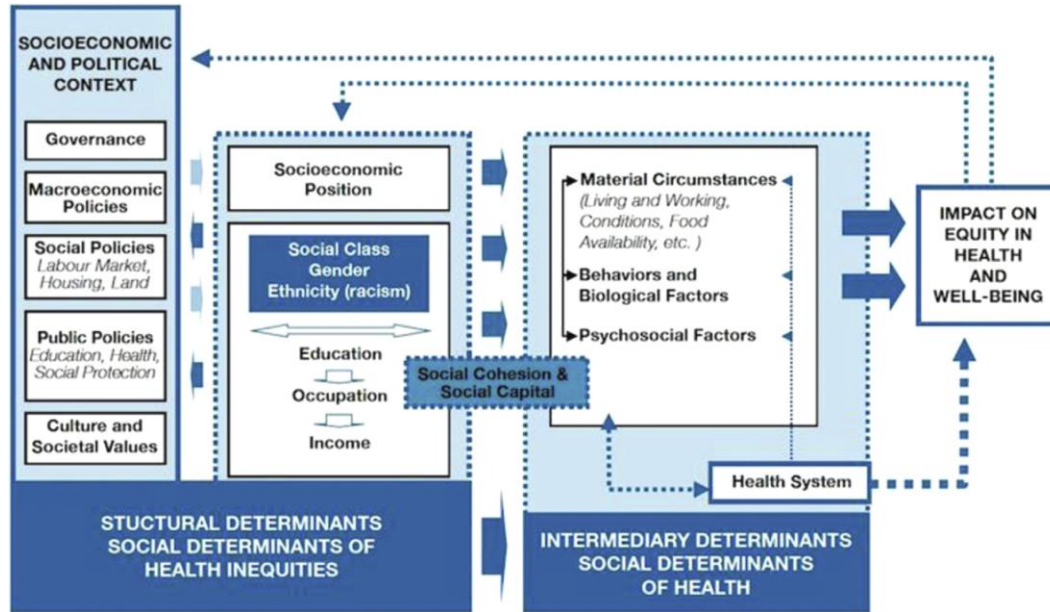 SOCIOECONOMIC
AND POLITICAL
CONTEXT
Governance
Macroeconomic
Policies
Social Policies
Labour Market,
Housing, Land
Public Policies
Education, Health,
Social Protection
Culture and
Societal Values
Socioeconomic
Position
Social Class
Gender
Ethnicity (racism)
Education
Occupation
Income
Social Cohesion &
Social Capital
Material Circumstances
(Living and Working,
Conditions, Food
Availability, etc. )
Behaviors and
Biological Factors
Psychosocial Factors
Health System
IMPACT ON
EQUITY IN
HEALTH
AND
WELL-BEING
STUCTURAL DETERMINANTS
SOCIAL DETERMINANTS OF
HEALTH INEQUITIES
INTERMEDIARY DETERMINANTS
SOCIAL DETERMINANTS
OF HEALTH